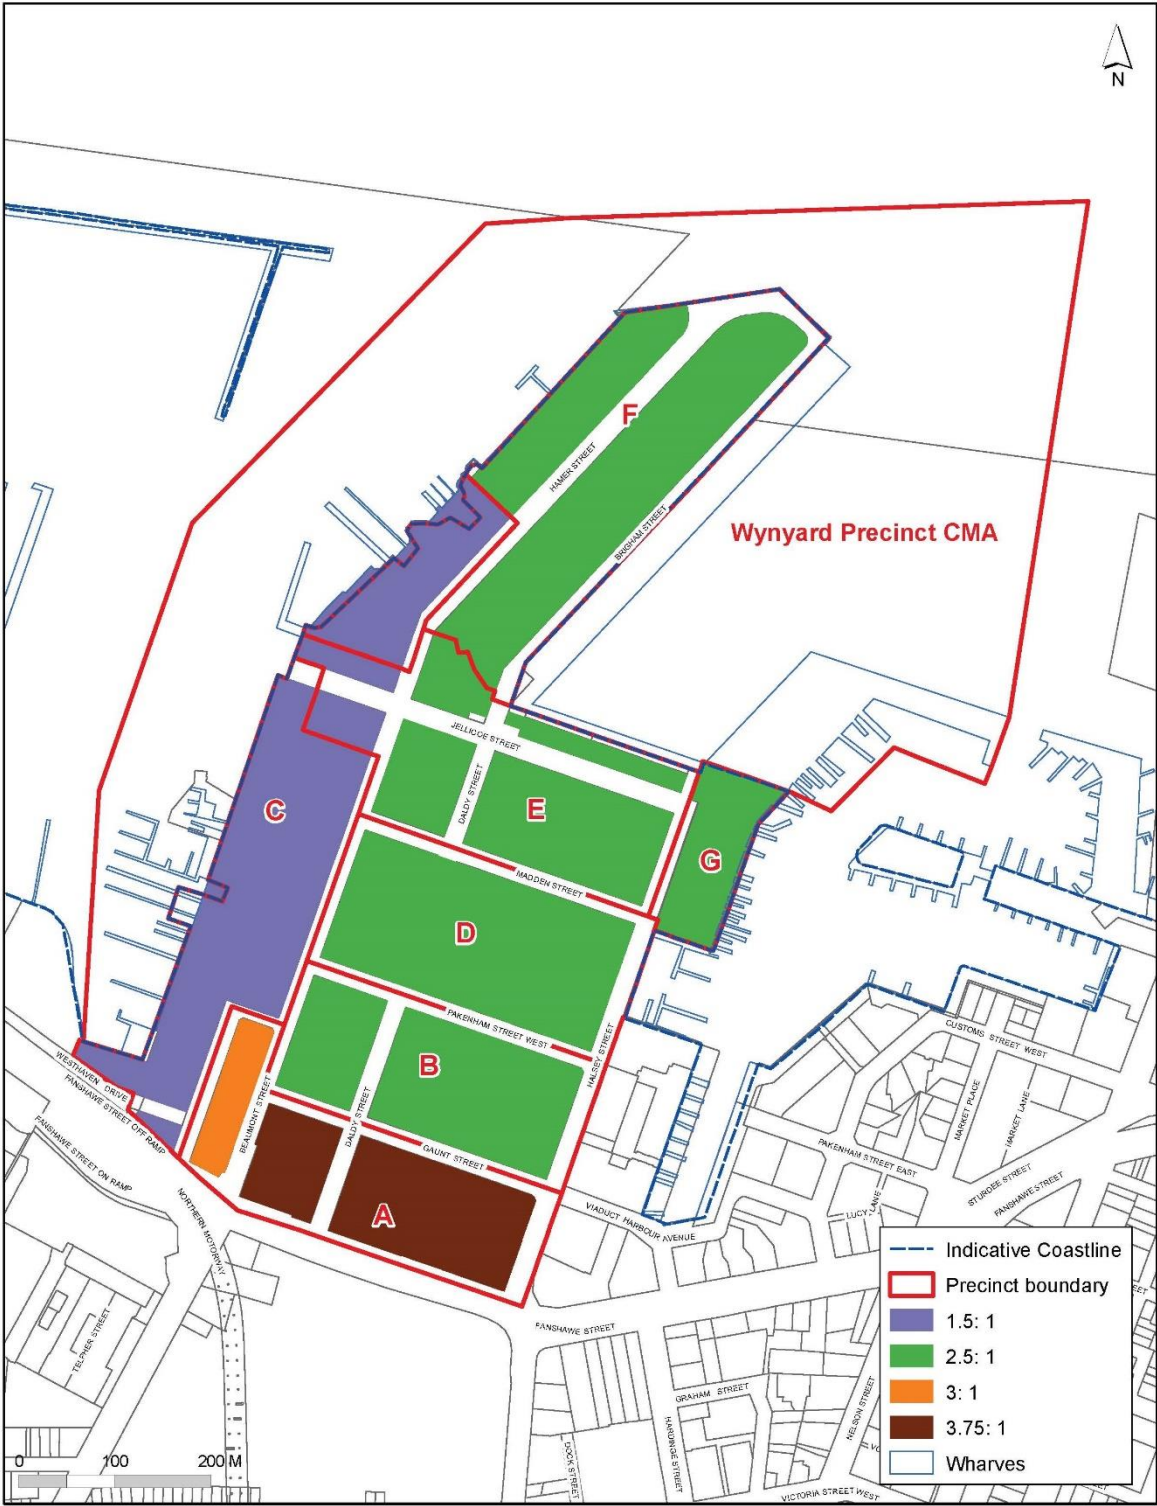 N
F
HAMER STREET
BRIGHAM STREET
Wynyard Precinct CMA
JELLICOE STREET
C
DALDY STREET
E
G
MADDEN STREET
D
PAKENHAM STREET WEST
HALSEY STREET
CUSTOMS STREET WEST
WESTHAVEN DRIVE
FANSHAWE STREET OFF RAMP
B
BEAUMONT STREET
DALDY STREET
MARKET PLACE
MARKET LANE
FANSHAWE STREET ON RAMP
GAUNT STREET
PAKENHAM STREET EAST
STURDEE STREET
FANSHAWE STREET
LUCY LANE
A
NORTHERN MOTORWAY
VIADUCT HARBOUR AVENUE
TELPHER STREET
FANSHAWE STREET
GRAHAM STREET
NELSON STREET
HARDINGE STREET
DOCK STREET
VICTORIA STREET WEST
Indicative Coastline
Precinct boundary
1.5: 1
2.5: 1
3: 1
3.75: 1
Wharves
0 100 200 M